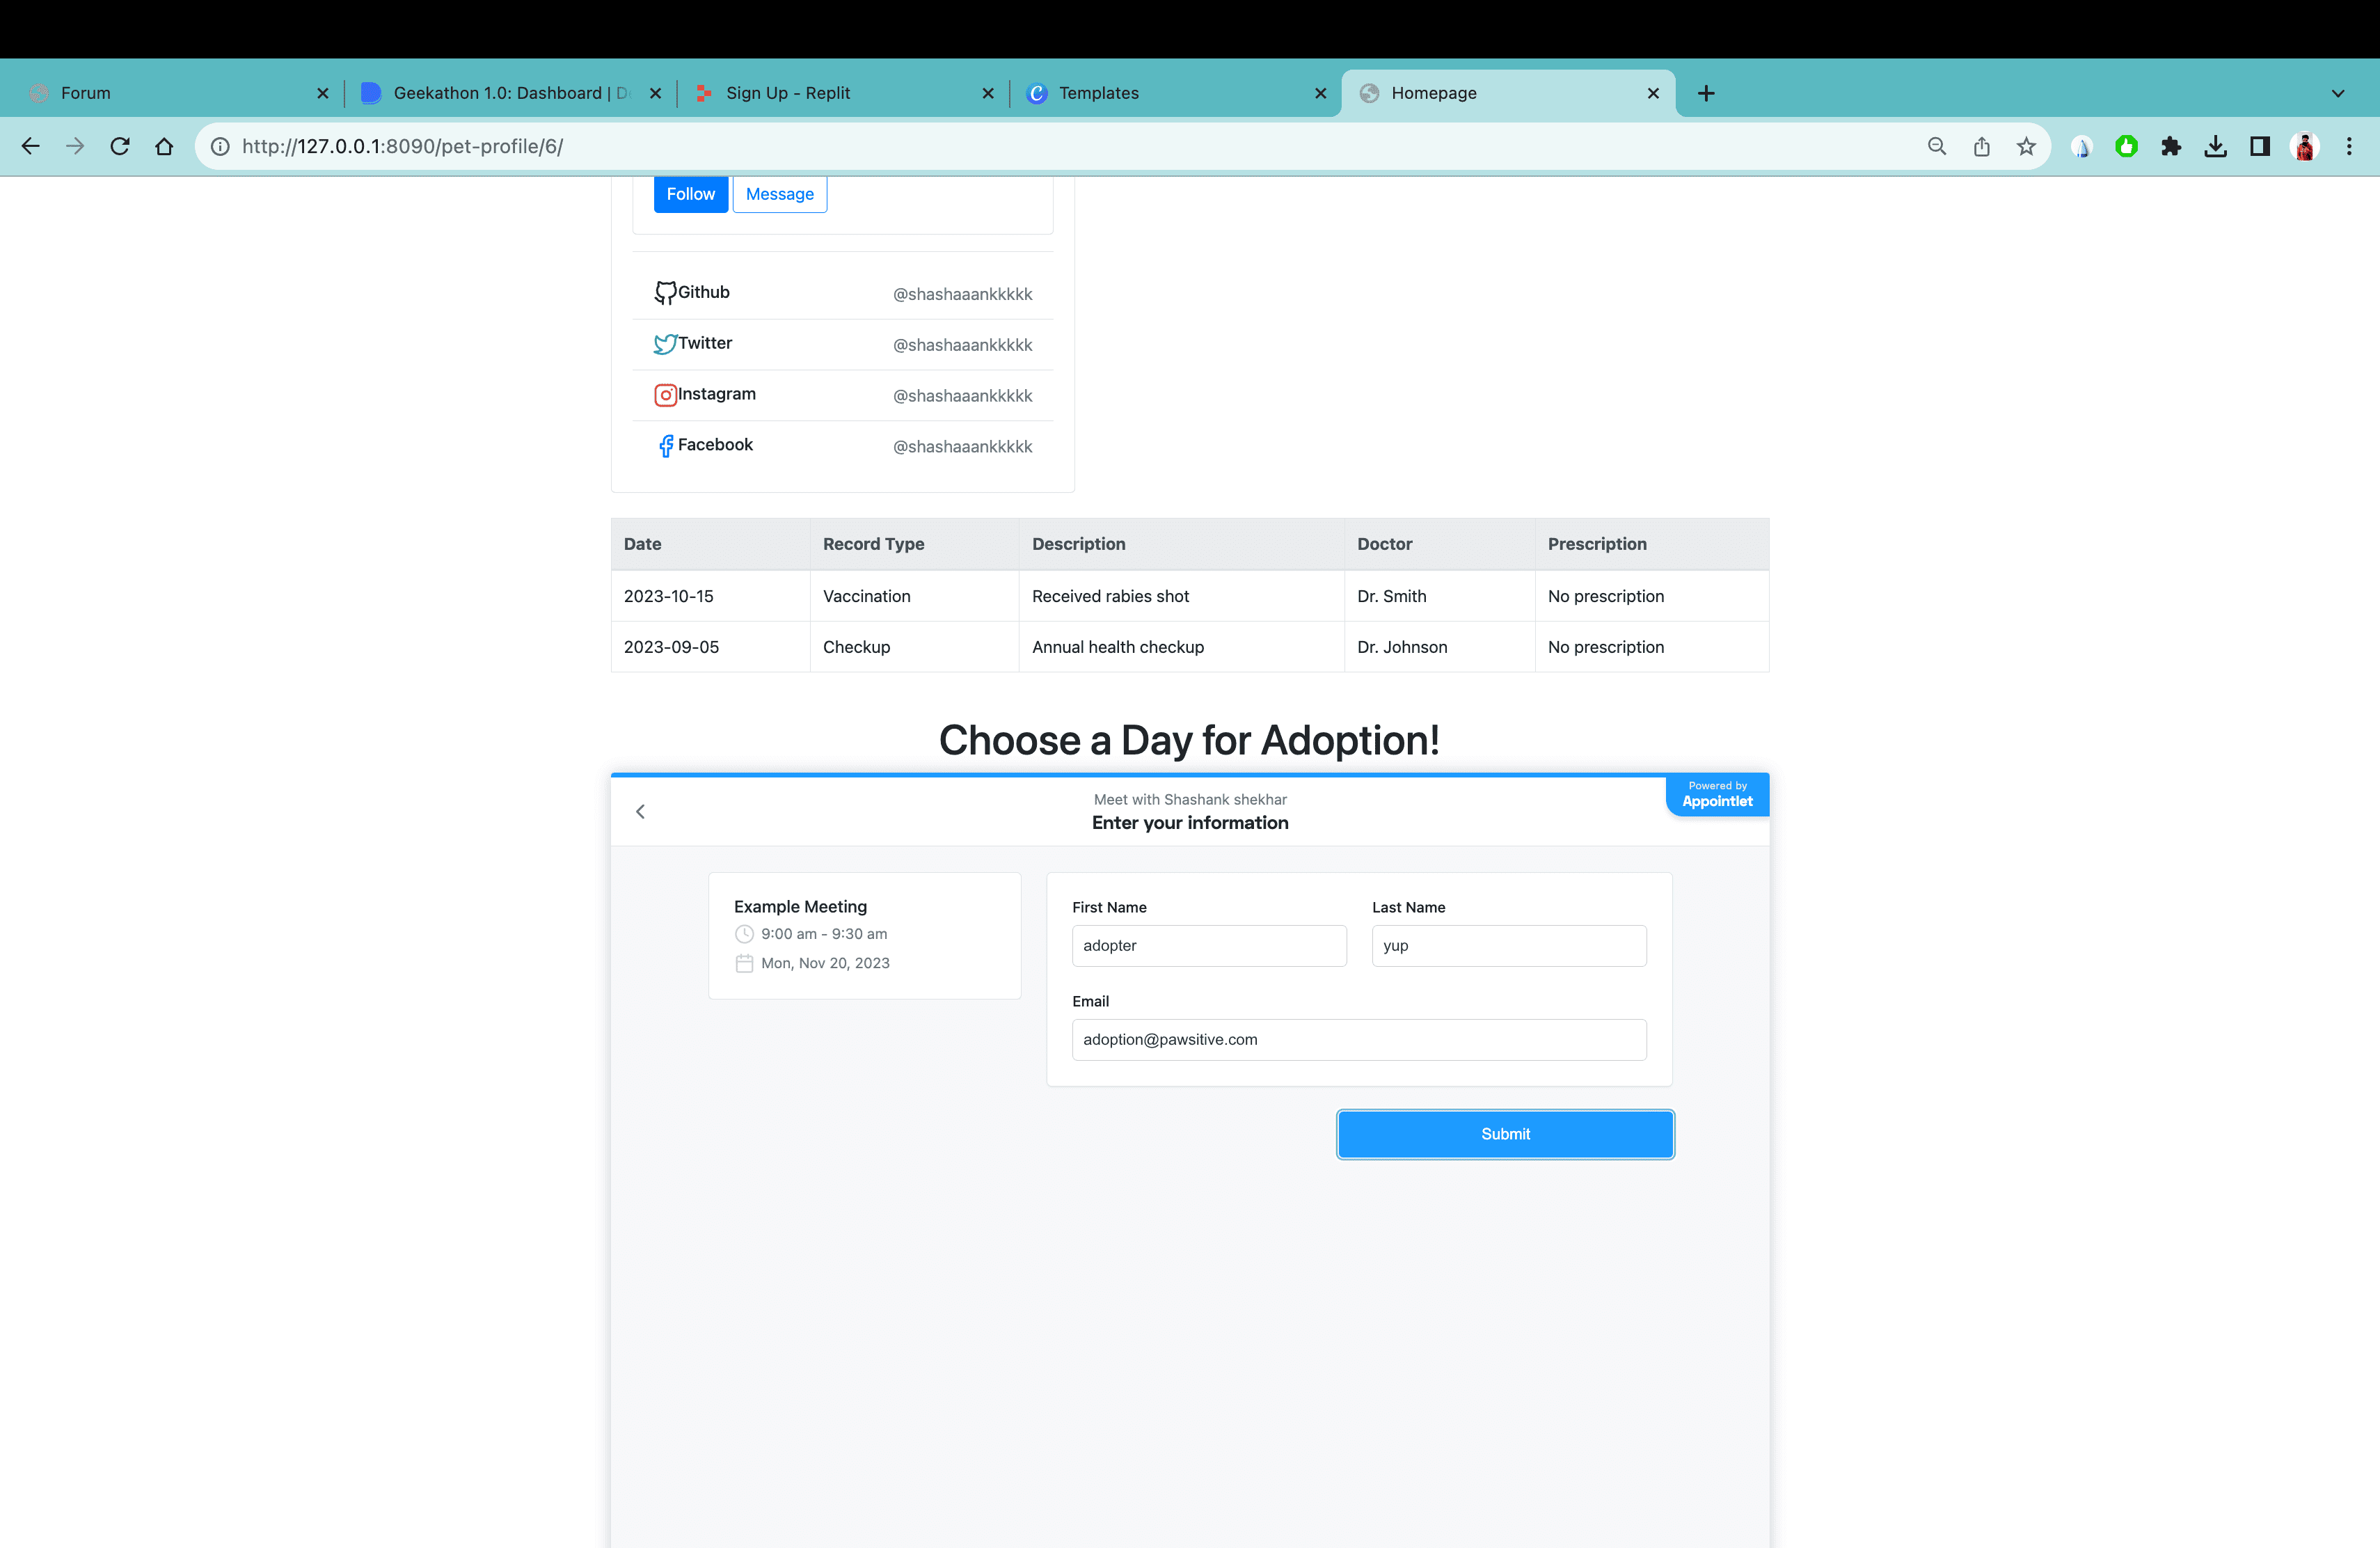 Forum
Geekathon 1.0: Dashboard | D
Sign Up - Replit
Templates
Homepage
http://127.0.0.1:8090/pet-profile/6/
Follow Message
Github @shashaaankkkkk
Twitter @shashaaankkkkk
Instagram @shashaaankkkkk
Facebook @shashaaankkkkk
Date Record Type Description Doctor Prescription
2023-10-15 Vaccination Received rabies shot Dr. Smith No prescription
2023-09-05 Checkup Annual health checkup Dr. Johnson No prescription
Choose a Day for Adoption!
Powered by
Appointlet
Meet with Shashank shekhar
Enter your information
Example Meeting
9:00 am - 9:30 am
Mon, Nov 20, 2023
First Name Last Name
adopter yup
Email
adoption@pawsitive.com
Submit